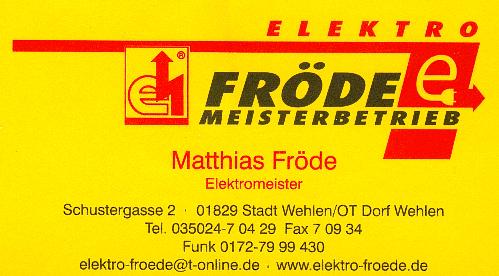 ELEKTRO
FRÖDE
MEISTERBETRIEB
Matthias Fröde
Elektromeister
Schustergasse 2 · 01829 Stadt Wehlen/OT Dorf Wehlen
Tel. 035024-7 04 29 Fax 7 09 34
Funk 0172-79 99 430
elektro-froede@t-online.de · www.elektro-froede.de